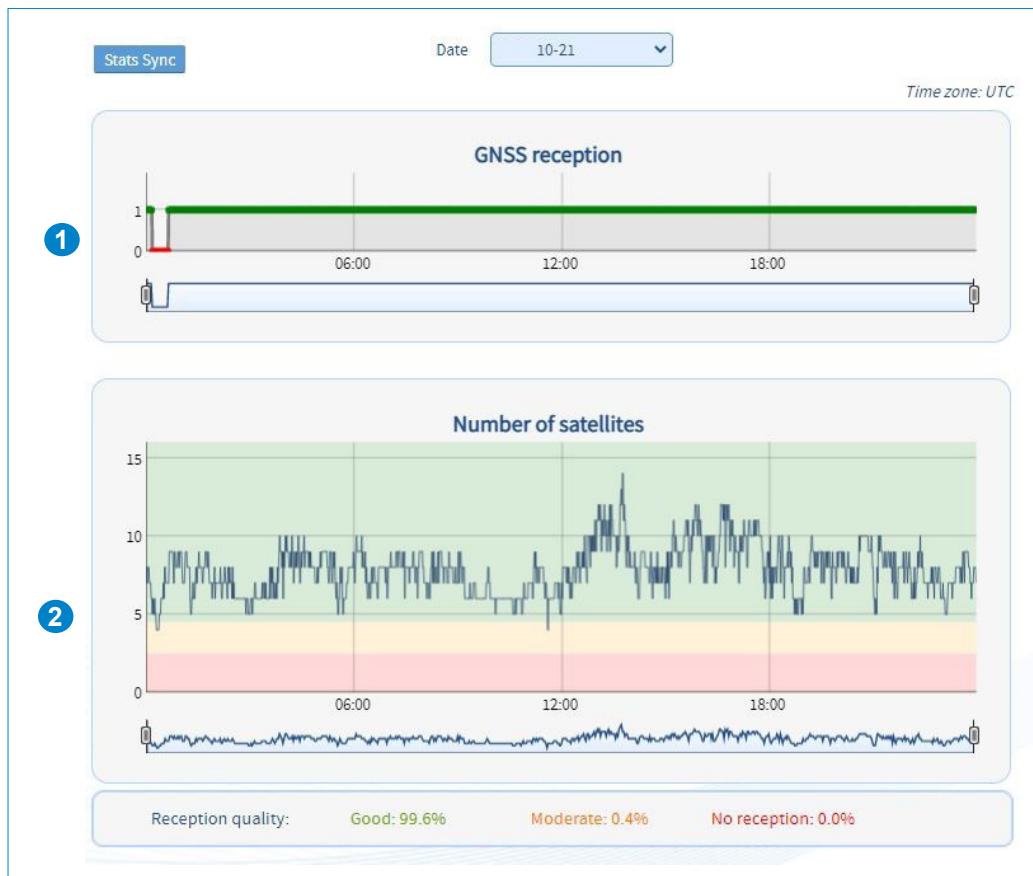 Stats Sync
Date 10-21
Time zone: UTC
GNSS reception
1
1
0
06:00 12:00 18:00
Number of satellites
15
10
5
2
0
06:00 12:00 18:00
Reception quality: Good: 99.6% Moderate: 0.4% No reception: 0.0%